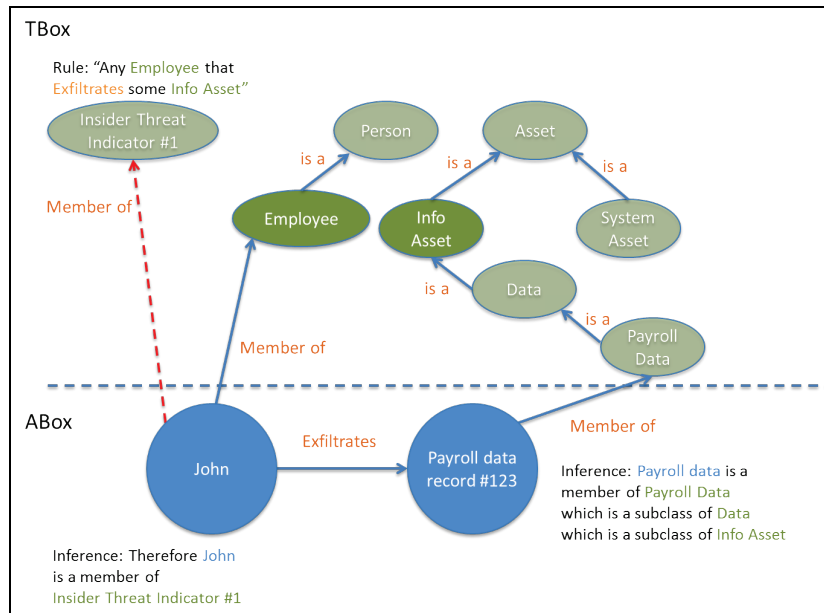 TBox
Rule: “Any Employee that
Exfiltrates some Info Asset”
Insider Threat
Indicator #1
Person
Asset
is a
is a
is a
Member of
Employee
Info
Asset
System
Asset
is a
Data
is a
Payroll
Data
Member of
ABox
Member of
Exfiltrates
John
Payroll data
record #123
Inference: Payroll data is a
member of Payroll Data
which is a subclass of Data
which is a subclass of Info Asset
Inference: Therefore John
is a member of
Insider Threat Indicator #1